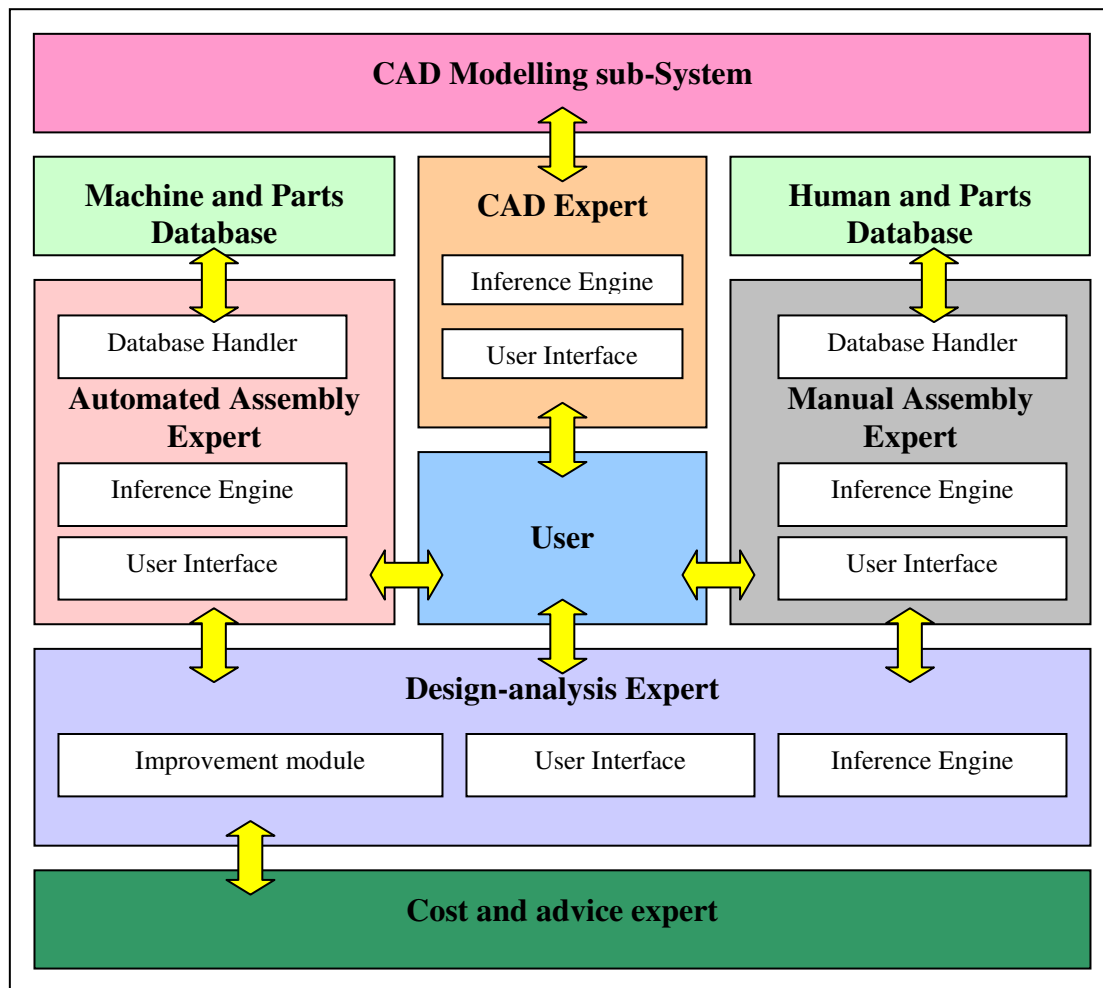 CAD Modelling sub-System
Machine and Parts
Database
CAD Expert
Inference Engine
User Interface
Human and Parts
Database
Database Handler
Automated Assembly
Expert
Inference Engine
User Interface
User
Database Handler
Manual Assembly
Expert
Inference Engine
User Interface
Design-analysis Expert
Improvement module
User Interface
Inference Engine
Cost and advice expert